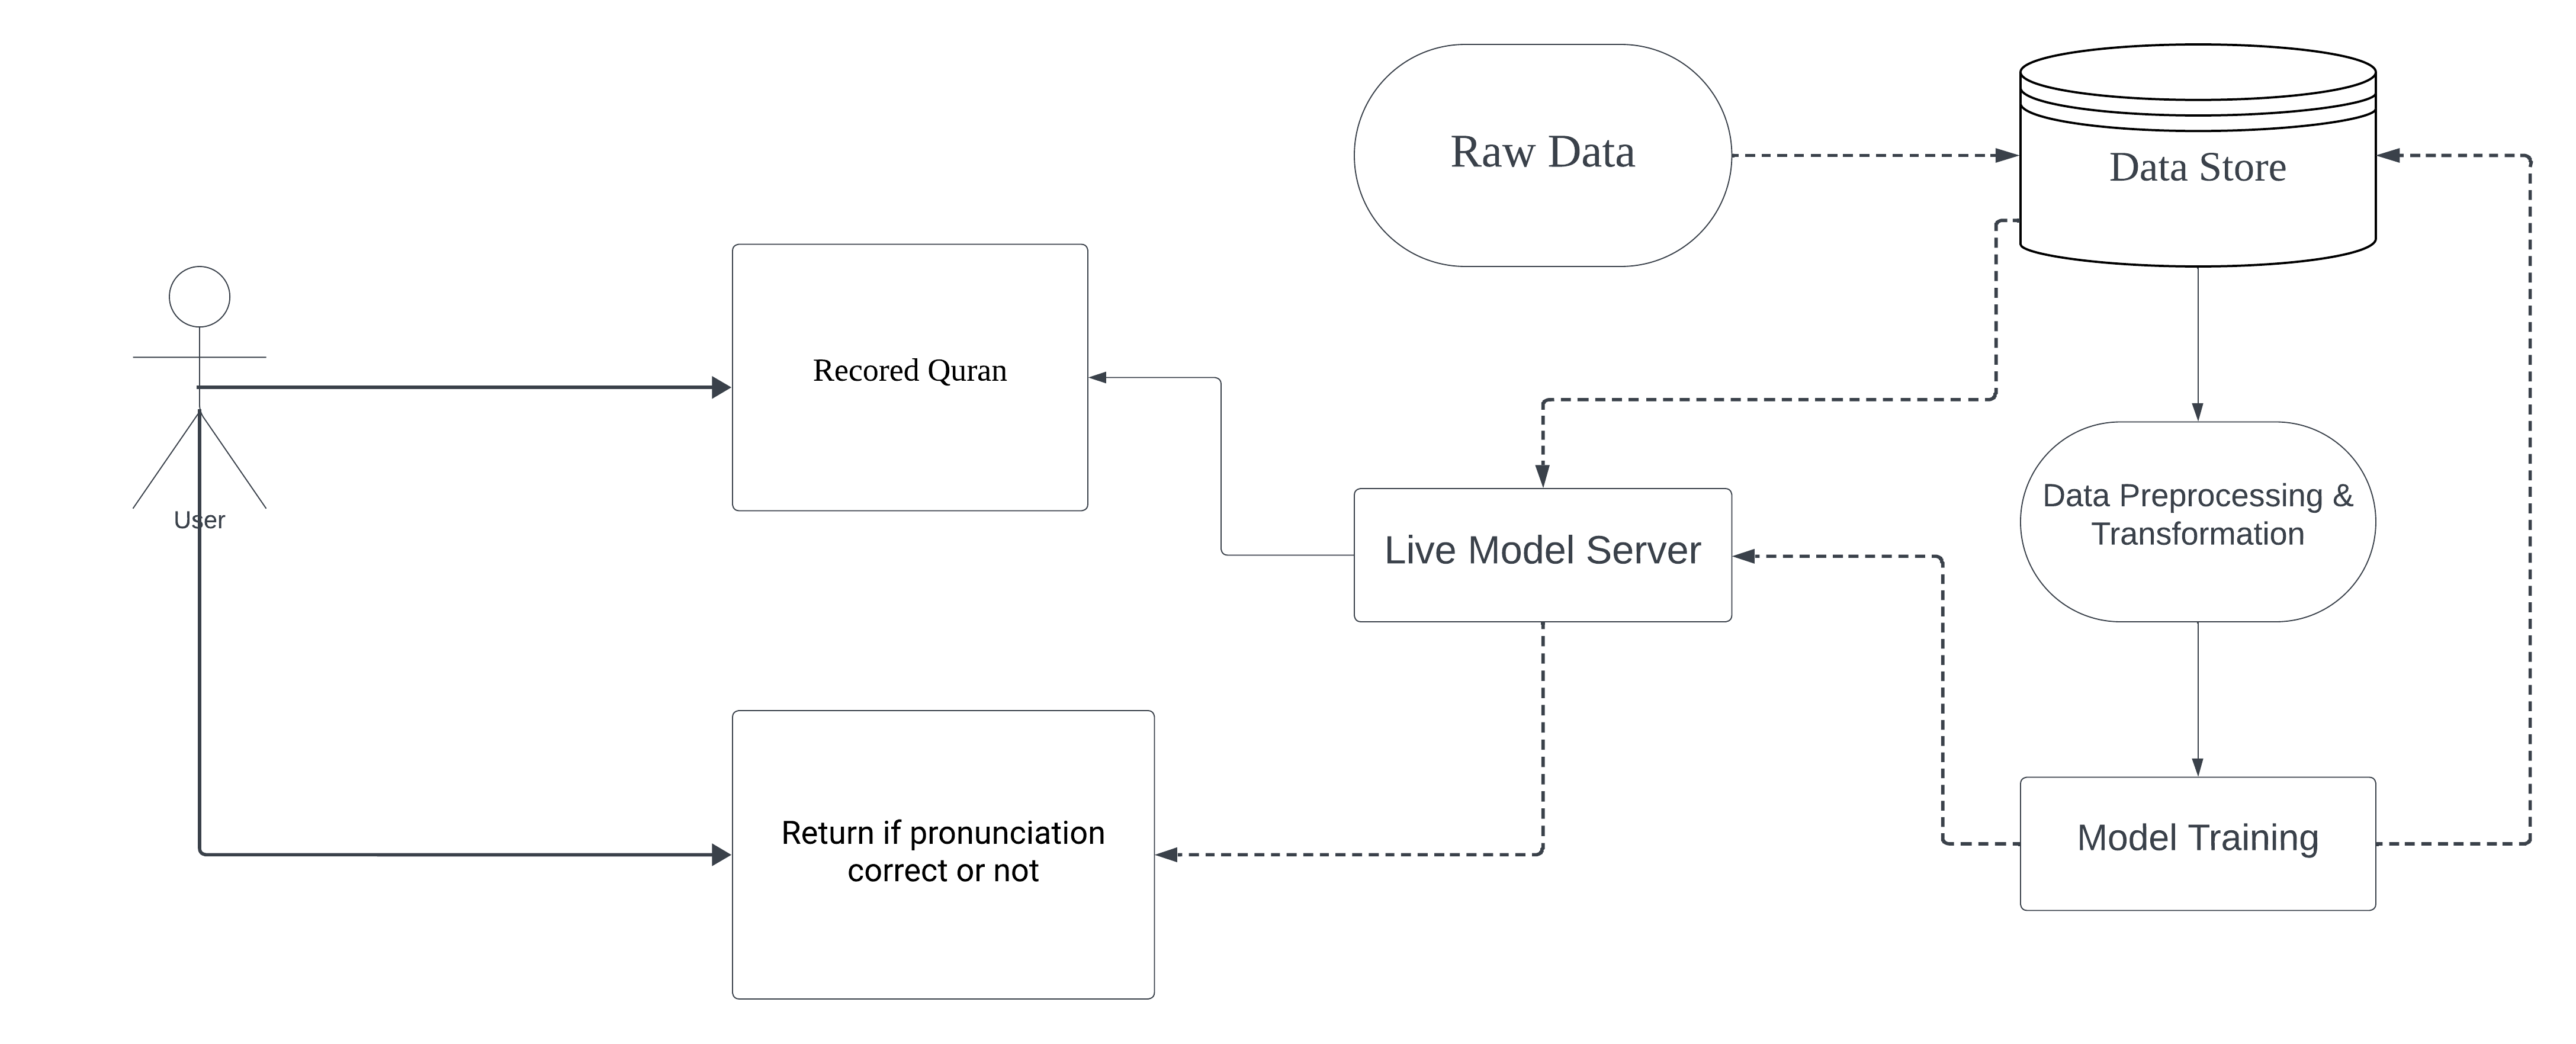 Raw Data
Data Store
Recored Quran
User
Live Model Server
Data Preprocessing &
Transformation
Return if pronunciation
correct or not
Model Training